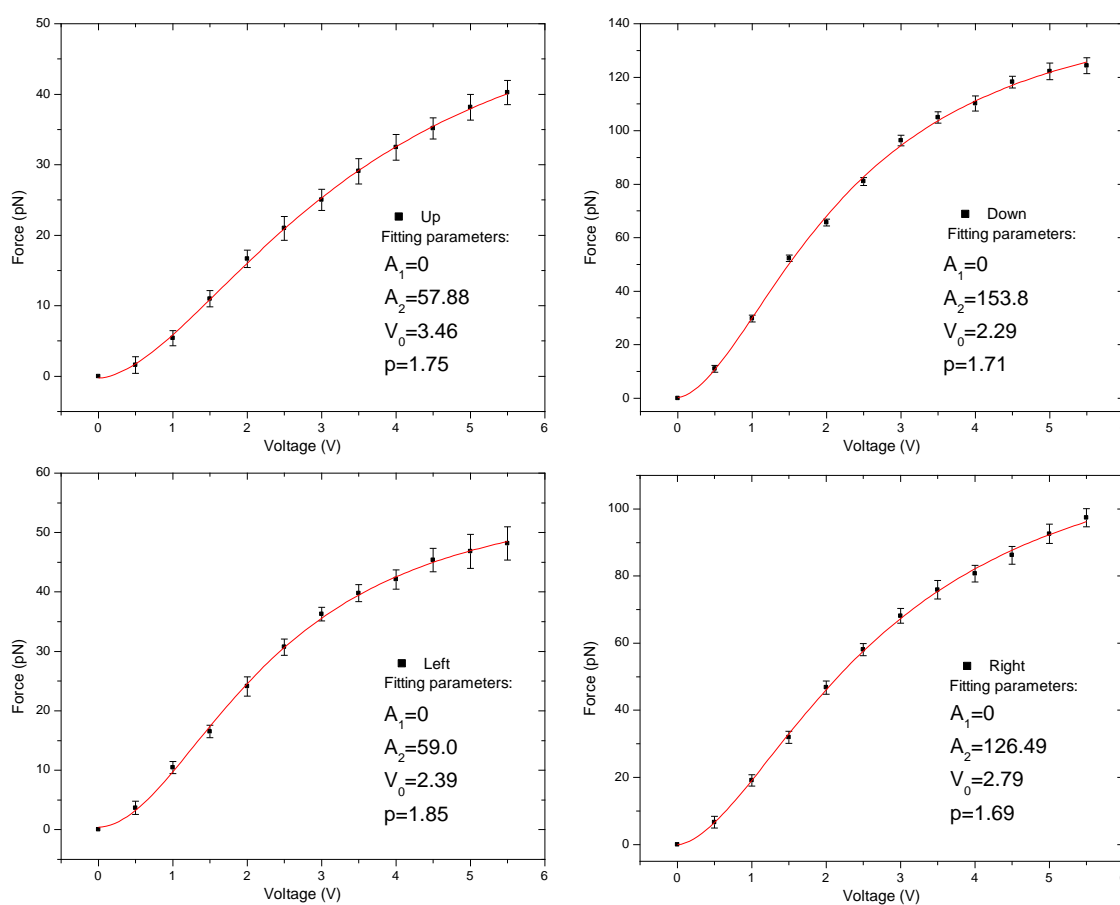 50
40
30
20
10
0
Force (pN)
Up
Fitting parameters:
A1=0
A2=57.88
V0=3.46
p=1.75
0 1 2 3 4 5 6
Voltage (V)
140
120
100
80
60
40
20
0
Force (pN)
Down
Fitting parameters:
A1=0
A2=153.8
V0=2.29
p=1.71
0 1 2 3 4 5 6
Voltage (V)
60
50
40
30
20
10
0
Force (pN)
Left
Fitting parameters:
A1=0
A2=59.0
V0=2.39
p=1.85
0 1 2 3 4 5 6
Voltage (V)
100
80
60
40
20
0
Force (pN)
Right
Fitting parameters:
A1=0
A2=126.49
V0=2.79
p=1.69
0 1 2 3 4 5
Voltage (V)